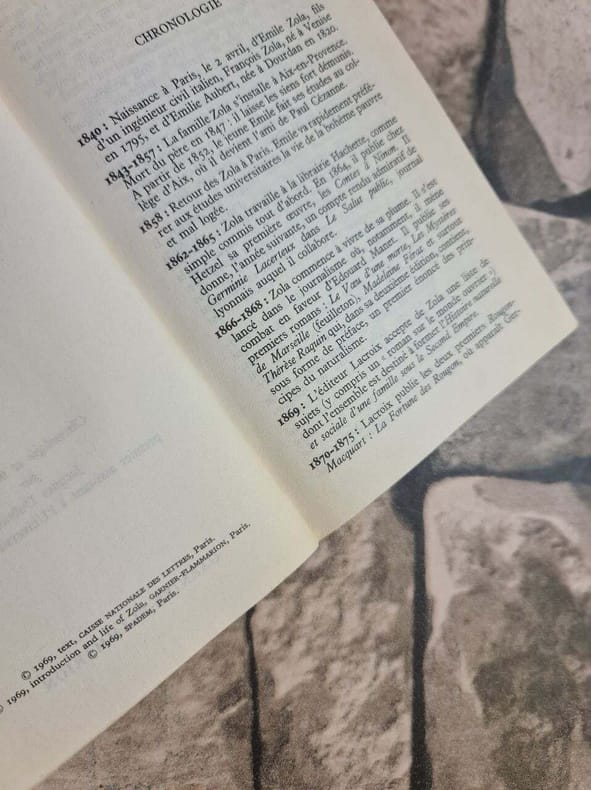 © 1969, text, CAISSE NATIONALE DES LETTRES, Paris.
© 1969, introduction and life of Zola, GARNIER-FLAMMARION, Paris.
© 1969, SPADEM, Paris.
CHRONOLOGIE
1840 : Naissance à Paris, le 2 avril, d'Emile Zola, fils
d'un ingénieur civil italien, François Zola, né à Venise
en 1795, et d'Emilie Aubert, née à Dourdan en 1820.
1843-1857 : La famille Zola s'installe à Aix-en-Provence.
Mort du père en 1847 : il laisse les siens fort démunis.
A partir de 1852, le jeune Emile fait ses études au col-
lège d'Aix, où il devient l'ami de Paul Cézanne.
1858 : Retour des Zola à Paris. Emile va rapidement préfé-
rer aux études universitaires la vie de la bohème pauvre
et mal logée.
1862-1865 : Zola travaille à la librairie Hachette, comme
simple commis tout d'abord. En 1864, il publie chez
Hetzel sa première œuvre, les Contes à Ninon. Il
donne, l'année suivante, un compte rendu admiratif de
Germinie Lacerteux dans Le Salut public, journal
lyonnais auquel il collabore.
1866-1868 : Zola commence à vivre de sa plume. Il s'est
lancé dans le journalisme où, notamment, il mène
combat en faveur d'Edouard Manet. Il publie ses
premiers romans : Le Vœu d'une morte, Les Mystères
de Marseille (feuilleton), Madeleine Férat et surtout
Thérèse Raquin qui, dans sa deuxième édition, contient,
sous forme de préface, un premier énoncé des prin-
cipes du naturalisme.
1869 : L'éditeur Lacroix accepte de Zola une liste de
sujets (y compris un « roman sur le monde ouvrier »)
dont l'ensemble est destiné à former l'Histoire naturelle
et sociale d'une famille sous le Second Empire.
1870-1875 : Lacroix publie les deux premiers Rougon-
Macquart : La Fortune des Rougon, où apparaît Ger-